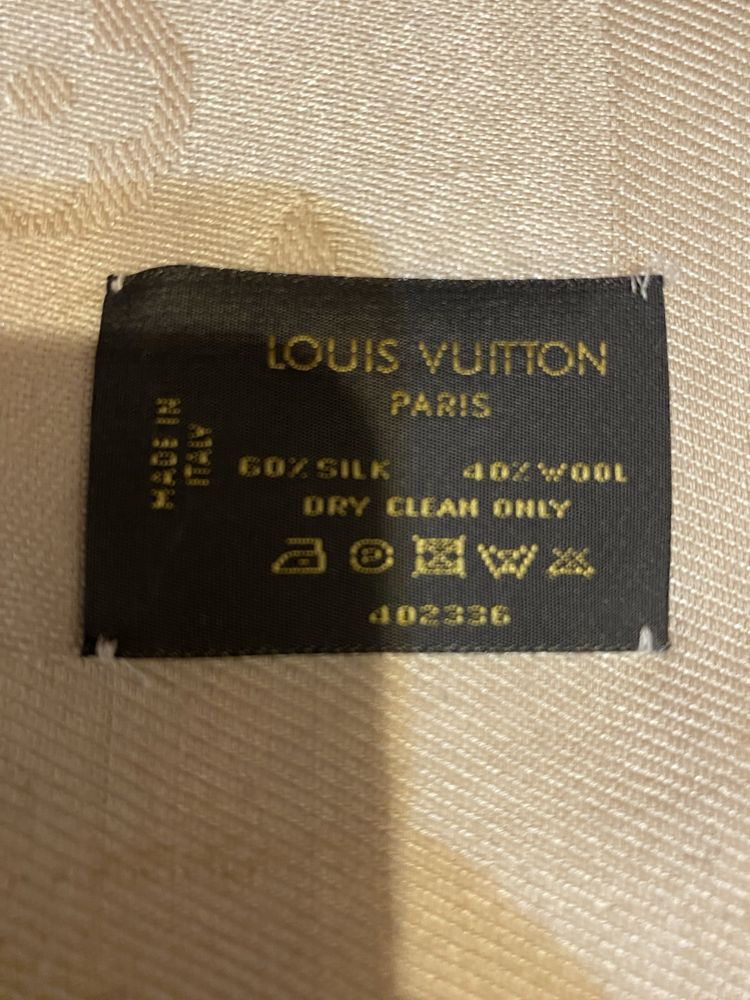 LOUIS VUITTON
PARIS
MADE IN
ITALY
60% SILK 40% WOOL
DRY CLEAN ONLY
402336